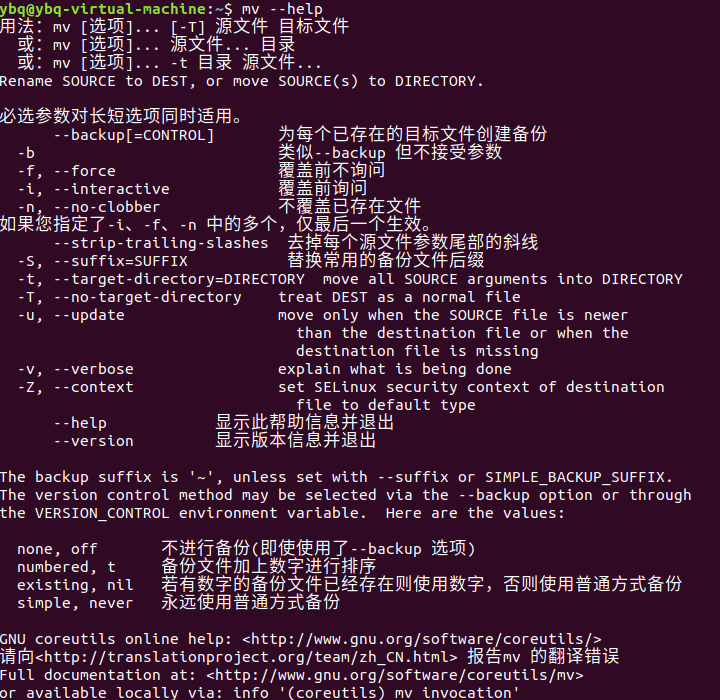 ybq@ybq-virtual-machine:~$ mv --help
用法：mv [选项]... [-T] 源文件 目标文件
或：mv [选项]... 源文件... 目录
或：mv [选项]... -t 目录 源文件...
Rename SOURCE to DEST, or move SOURCE(s) to DIRECTORY.
必选参数对长短选项同时适用。
--backup[=CONTROL] 为每个已存在的目标文件创建备份
-b 类似--backup 但不接受参数
-f, --force 覆盖前不询问
-i, --interactive 覆盖前询问
-n, --no-clobber 不覆盖已存在文件
如果您指定了-i、-f、-n 中的多个，仅最后一个生效。
--strip-trailing-slashes 去掉每个源文件参数尾部的斜线
-S, --suffix=SUFFIX 替换常用的备份文件后缀
-t, --target-directory=DIRECTORY move all SOURCE arguments into DIRECTORY
-T, --no-target-directory treat DEST as a normal file
-u, --update move only when the SOURCE file is newer
than the destination file or when the
destination file is missing
-v, --verbose explain what is being done
-Z, --context set SELinux security context of destination
file to default type
--help 显示此帮助信息并退出
--version 显示版本信息并退出
The backup suffix is '~', unless set with --suffix or SIMPLE_BACKUP_SUFFIX.
The version control method may be selected via the --backup option or through
the VERSION_CONTROL environment variable. Here are the values:
none, off 不进行备份(即使使用了--backup 选项)
numbered, t 备份文件加上数字进行排序
existing, nil 若有数字的备份文件已经存在则使用数字，否则使用普通方式备份
simple, never 永远使用普通方式备份
GNU coreutils online help: <http://www.gnu.org/software/coreutils/>
请向<http://translationproject.org/team/zh_CN.html> 报告mv 的翻译错误
Full documentation at: <http://www.gnu.org/software/coreutils/mv>
or available locally via: info '(coreutils) mv invocation'